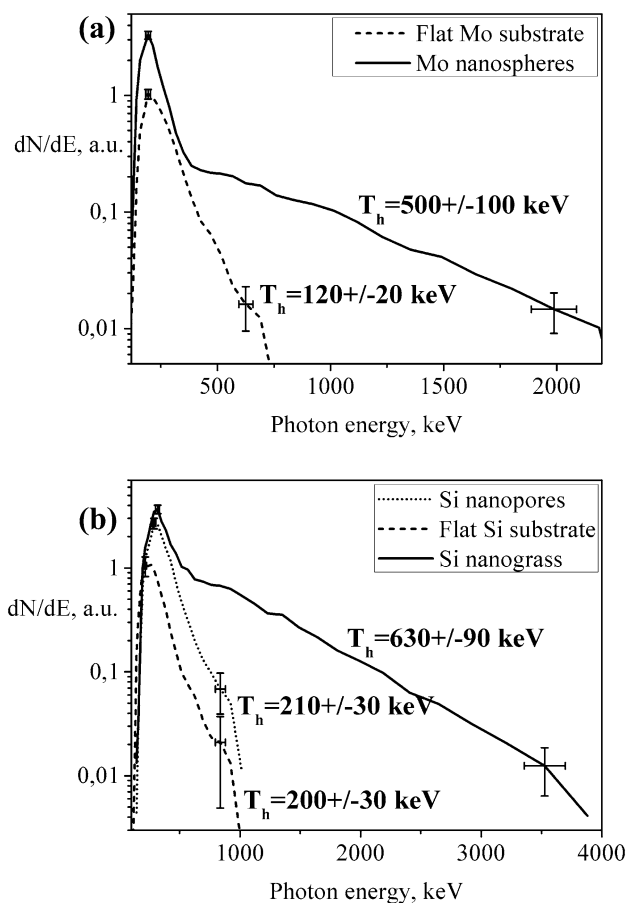 (a)
Flat Mo substrate
Mo nanospheres
dN/dE, a.u.
1
0,1
0,01
T_h=500+/-100 keV
T_h=120+/-20 keV
500 1000 1500 2000
Photon energy, keV
(b)
Si nanopores
Flat Si substrate
Si nanograss
dN/dE, a.u.
1
0,1
0,01
T_h=630+/-90 keV
T_h=210+/-30 keV
T_h=200+/-30 keV
1000 2000 3000 4000
Photon energy, keV